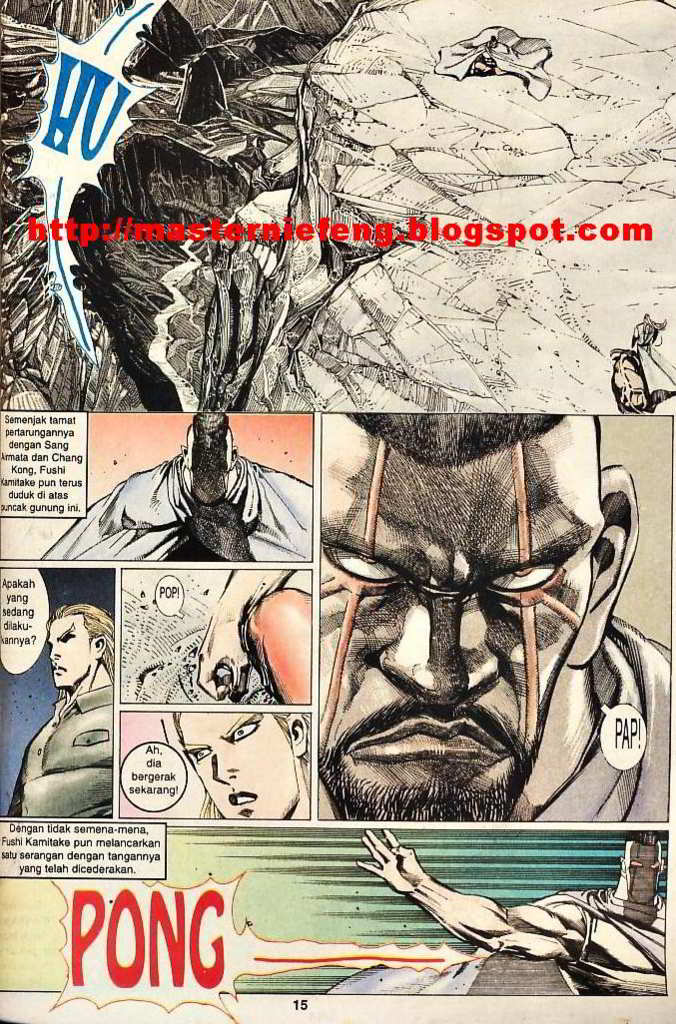 HU
http://masterniefeng.blogspot.com
Semenjak tamat
pertarungannya
dengan Sang
Armata dan Chang
Kong, Fushi
Kamitake pun terus
duduk di atas
puncak gunung ini.
Apakah
yang
sedang
dilaku-
kannya?
POP!
Ah,
dia
bergerak
sekarang!
PAP!
Dengan tidak semena-mena,
Fushi Kamitake pun melancarkan
satu serangan dengan tangannya
yang telah dicederakan.
PONG
15